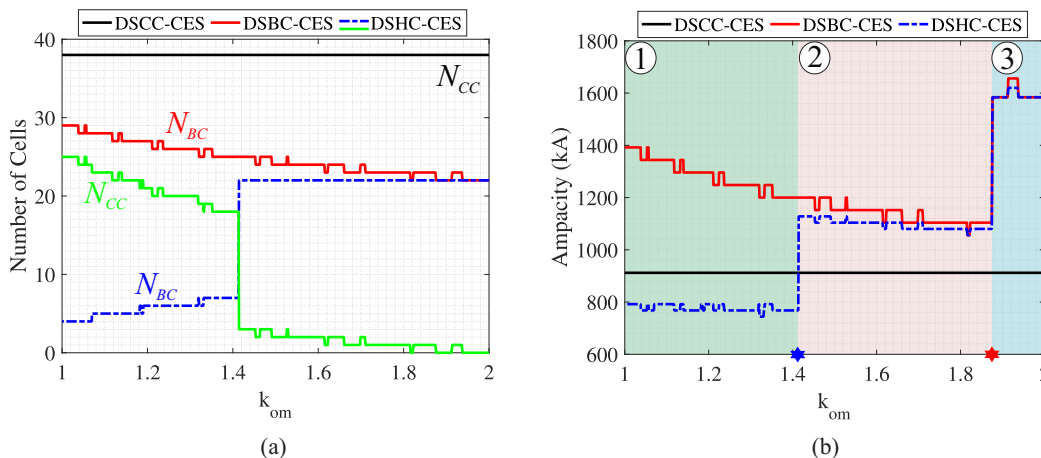 DSCC-CES DSBC-CES DSHC-CES
40
30
20
10
0
Number of Cells
N_CC
N_BC
N_CC
N_BC
1 1.2 1.4 1.6 1.8 2
k_om
(a)
DSCC-CES DSBC-CES DSHC-CES
1800
1600
1400
1200
1000
800
600
Ampacity (kA)
1 2 3
1 1.2 1.4 1.6 1.8 2
k_om
(b)